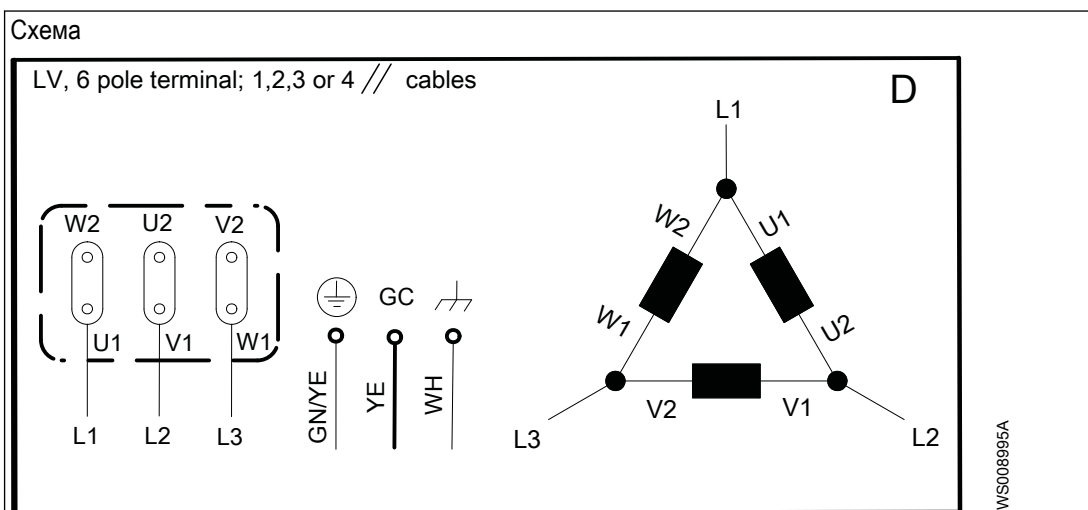 Схема
LV, 6 pole terminal; 1,2,3 or 4 // cables
D
W2 U2 V2
U1 V1 W1
L1 L2 L3
GC
GN/YE YE WH
L1
W2 U1
W1 U2
V2 V1
L3 L2
WS008995A